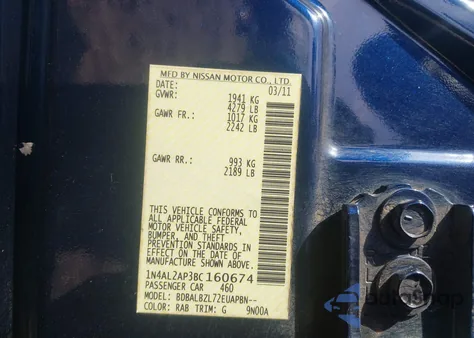 MFD BY NISSAN MOTOR CO., LTD.
DATE: 03/11
GVWR: 1941 KG
4279 LB
GAWR FR.: 1017 KG
2242 LB
GAWR RR.: 993 KG
2189 LB
THIS VEHICLE CONFORMS TO
ALL APPLICABLE FEDERAL
MOTOR VEHICLE SAFETY,
BUMPER, AND THEFT
PREVENTION STANDARDS IN
EFFECT ON THE DATE OF
MANUFACTURE SHOWN ABOVE.
1N4AL2AP3BC160674
PASSENGER CAR 460
MODEL: BDBALBZL72EUAPBN--
COLOR: RAB TRIM: G 9N00A